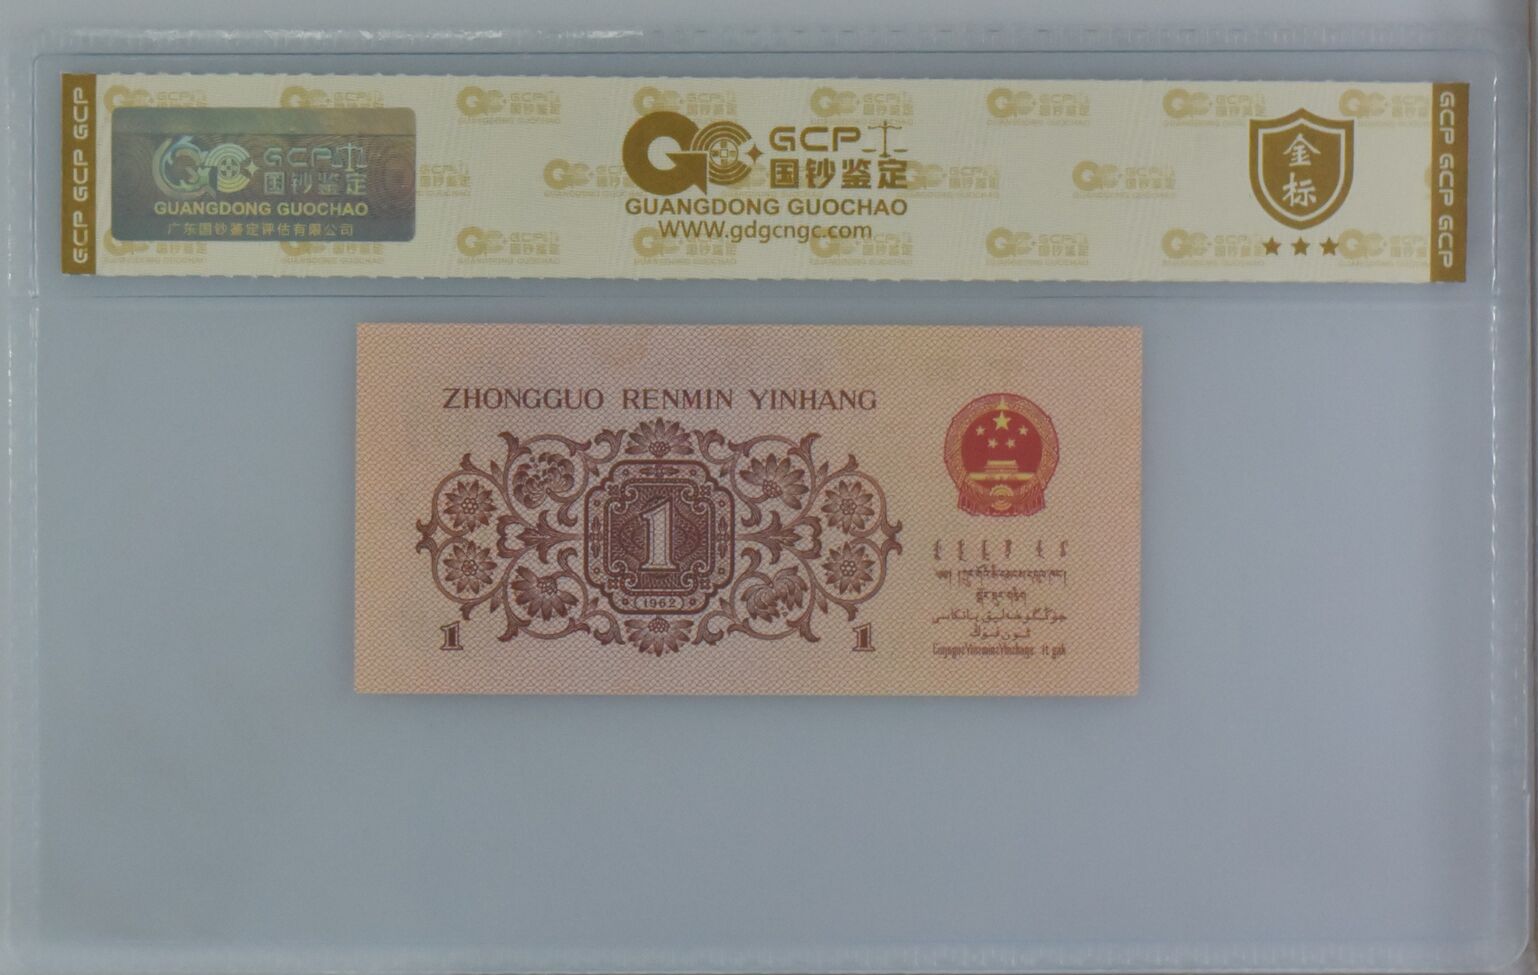 GCP GCP GCP
GCP
国钞鉴定
GUANGDONG GUOCHAO
广东国钞鉴定评估有限公司
GCP
国钞鉴定
GUANGDONG GUOCHAO
WWW.gdgcngc.com
金标
GCP GCP GCP
ZHONGGUO RENMIN YINHANG
1
(1962)
1
1